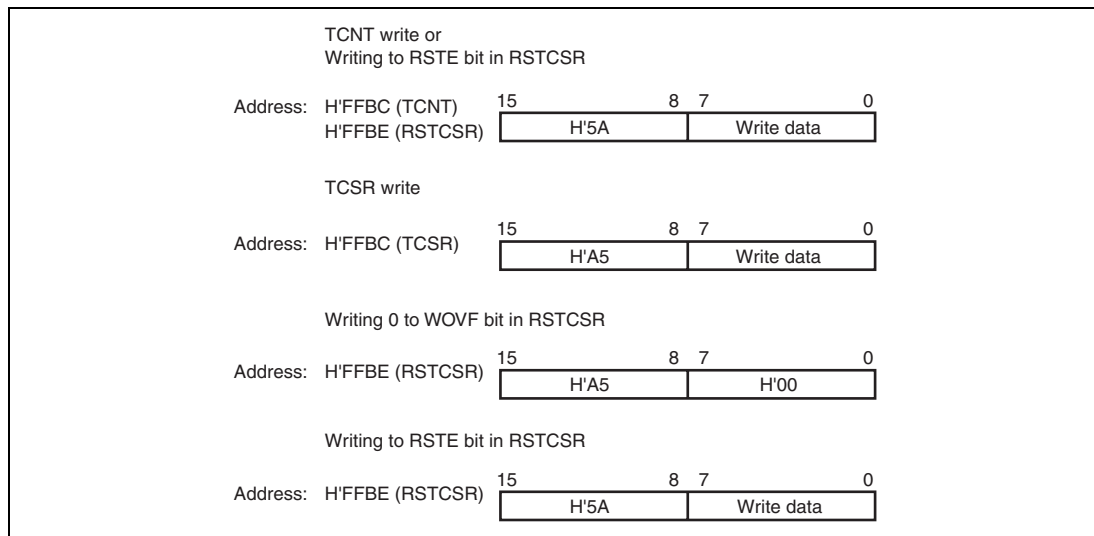 TCNT write or
Writing to RSTE bit in RSTCSR
15 8 7 0
Address: H'FFBC (TCNT)
H'FFBE (RSTCSR) H'5A Write data
TCSR write
15 8 7 0
Address: H'FFBC (TCSR) H'A5 Write data
Writing 0 to WOVF bit in RSTCSR
15 8 7 0
Address: H'FFBE (RSTCSR) H'A5 H'00
Writing to RSTE bit in RSTCSR
15 8 7 0
Address: H'FFBE (RSTCSR) H'5A Write data